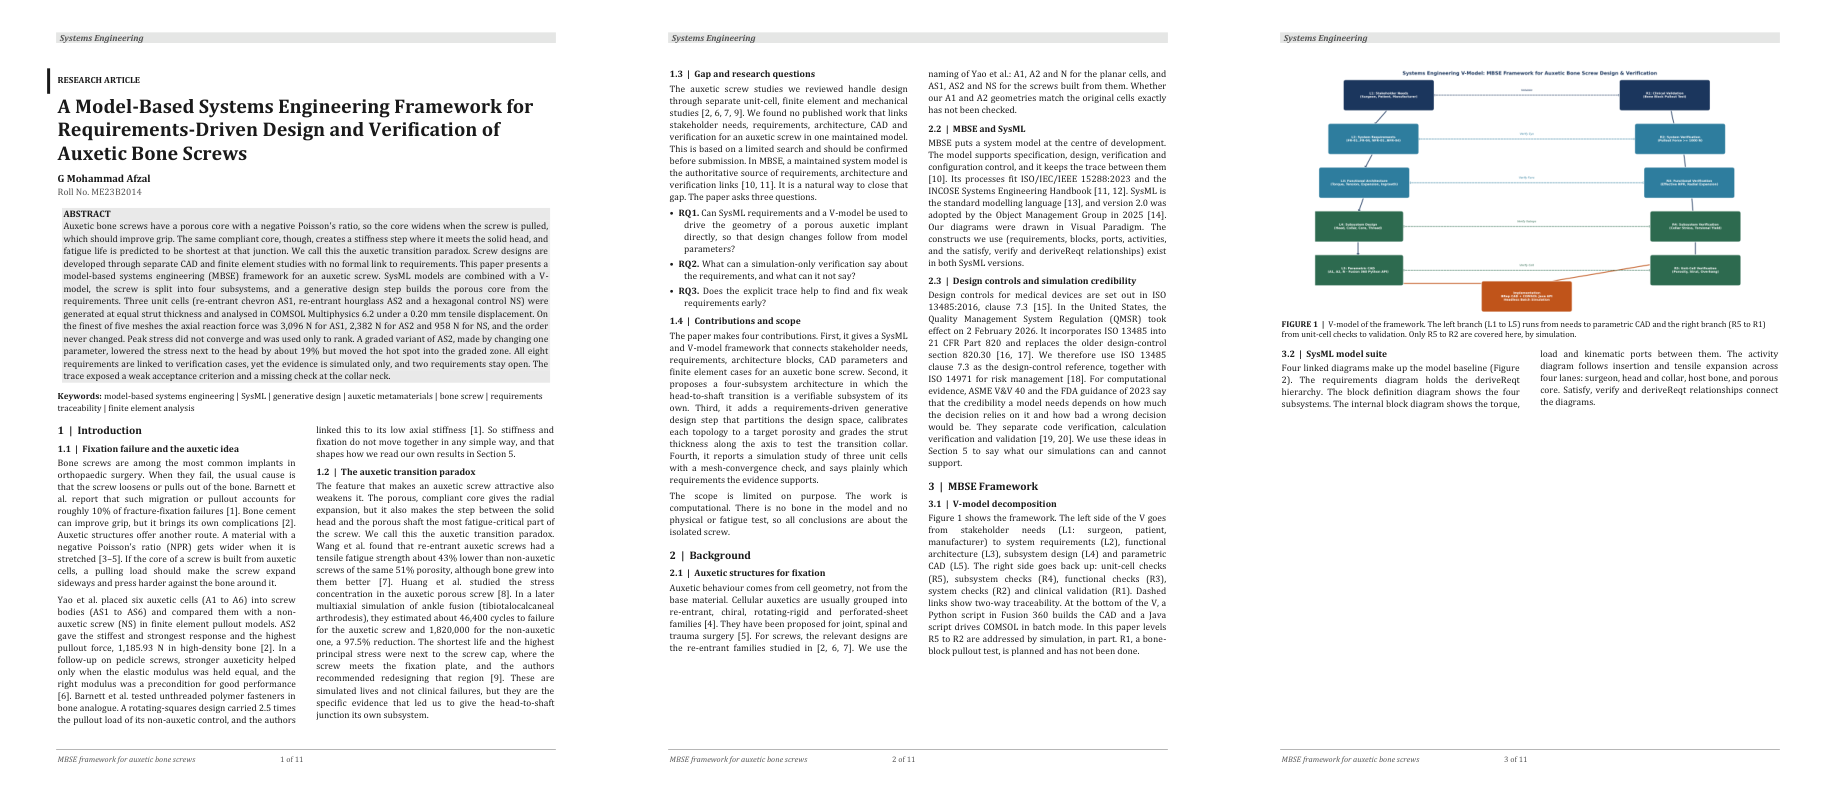 Systems Engineering
RESEARCH ARTICLE
A Model-Based Systems Engineering Framework for
Requirements-Driven Design and Verification of
Auxetic Bone Screws
G Mohammad Afzal
Roll No. ME23B2014
ABSTRACT
Auxetic bone screws have a porous core with a negative Poisson's ratio, so the core widens when the screw is pulled,
which should improve grip. The same compliant core, though, creates a stiffness step where it meets the solid head, and
fatigue life is predicted to be shortest at that junction. We call this the auxetic transition paradox. Screw designs are
developed through separate CAD and finite element studies with no formal link to requirements. This paper presents a
model-based systems engineering (MBSE) framework for an auxetic screw. SysML models are combined with a V-
model, the screw is split into four subsystems, and a generative design step builds the porous core from the
requirements. Three unit cells (re-entrant chevron AS1, re-entrant hourglass AS2 and a hexagonal control NS) were
generated at equal strut thickness and analysed in COMSOL Multiphysics 6.2 under a 0.20 mm tensile displacement. On
the finest of five meshes the axial reaction force was 3,096 N for AS1, 2,382 N for AS2 and 958 N for NS, and the order
never changed. Peak stress did not converge and was used only to rank. A graded variant of AS2, made by changing one
parameter, lowered the stress next to the head by about 19% but moved the hot spot into the graded zone. All eight
requirements are linked to verification cases, yet the evidence is simulated only, and two requirements stay open. The
trace exposed a weak acceptance criterion and a missing check at the collar neck.
Keywords: model-based systems engineering | SysML | generative design | auxetic metamaterials | bone screw | requirements
traceability | finite element analysis
1 | Introduction
1.1 | Fixation failure and the auxetic idea
Bone screws are among the most common implants in
orthopaedic surgery. When they fail, the usual cause is
that the screw loosens or pulls out of the bone. Barnett et
al. report that such migration or pullout accounts for
roughly 10% of fracture-fixation failures [1]. Bone cement
can improve grip, but it brings its own complications [2].
Auxetic structures offer another route. A material with a
negative Poisson's ratio (NPR) gets wider when it is
stretched [3–5]. If the core of a screw is built from auxetic
cells, a pulling load should make the screw expand
sideways and press harder against the bone around it.
Yao et al. placed six auxetic cells (A1 to A6) into screw
bodies (AS1 to AS6) and compared them with a non-
auxetic screw (NS) in finite element pullout models. AS2
gave the stiffest and strongest response and the highest
pullout force, 1,185.93 N in high-density bone [2]. In a
follow-up on pedicle screws, stronger auxeticity helped
only when the elastic modulus was held equal, and the
right modulus was a precondition for good performance
[6]. Barnett et al. tested unthreaded polymer fasteners in
bone analogue. A rotating-squares design carried 2.5 times
the pullout load of its non-auxetic control, and the authors
linked this to its low axial stiffness [1]. So stiffness and
fixation do not move together in any simple way, and that
shapes how we read our own results in Section 5.
1.2 | The auxetic transition paradox
The feature that makes an auxetic screw attractive also
weakens it. The porous, compliant core gives the radial
expansion, but it also makes the step between the solid
head and the porous shaft the most fatigue-critical part of
the screw. We call this the auxetic transition paradox.
Wang et al. found that re-entrant auxetic screws had a
tensile fatigue strength about 43% lower than non-auxetic
screws of the same 51% porosity, although bone grew into
them better [7]. Huang et al. studied the stress
concentration in the auxetic porous screw [8]. In a later
multiaxial simulation of ankle fusion (tibiotalocalcaneal
arthrodesis), they estimated about 46,400 cycles to failure
for the auxetic screw and 1,820,000 for the non-auxetic
one, a 97.5% reduction. The shortest life and the highest
principal stress were next to the screw cap, where the
screw meets the fixation plate, and the authors
recommended redesigning that region [9]. These are
simulated lives and not clinical failures, but they are the
specific evidence that led us to give the head-to-shaft
junction its own subsystem.
MBSE framework for auxetic bone screws
1 of 11
Systems Engineering
1.3 | Gap and research questions
The auxetic screw studies we reviewed handle design
through separate unit-cell, finite element and mechanical
studies [2, 6, 7, 9]. We found no published work that links
stakeholder needs, requirements, architecture, CAD and
verification for an auxetic screw in one maintained model.
This is based on a limited search and should be confirmed
before submission. In MBSE, a maintained system model is
the authoritative source of requirements, architecture and
verification links [10, 11]. It is a natural way to close that
gap. The paper asks three questions.
• RQ1. Can SysML requirements and a V-model be used to
drive the geometry of a porous auxetic implant
directly, so that design changes follow from model
parameters?
• RQ2. What can a simulation-only verification say about
the requirements, and what can it not say?
• RQ3. Does the explicit trace help to find and fix weak
requirements early?
1.4 | Contributions and scope
The paper makes four contributions. First, it gives a SysML
and V-model framework that connects stakeholder needs,
requirements, architecture blocks, CAD parameters and
finite element cases for an auxetic bone screw. Second, it
proposes a four-subsystem architecture in which the
head-to-shaft transition is a verifiable subsystem of its
own. Third, it adds a requirements-driven generative
design step that partitions the design space, calibrates
each topology to a target porosity and grades the strut
thickness along the axis to test the transition collar.
Fourth, it reports a simulation study of three unit cells
with a mesh-convergence check, and says plainly which
requirements the evidence supports.
The scope is limited on purpose. The work is
computational. There is no bone in the model and no
physical or fatigue test, so all conclusions are about the
isolated screw.
2 | Background
2.1 | Auxetic structures for fixation
Auxetic behaviour comes from cell geometry, not from the
base material. Cellular auxetics are usually grouped into
re-entrant, chiral, rotating-rigid and perforated-sheet
families [4]. They have been proposed for joint, spinal and
trauma surgery [5]. For screws, the relevant designs are
the re-entrant families studied in [2, 6, 7]. We use the
naming of Yao et al.: A1, A2 and N for the planar cells, and
AS1, AS2 and NS for the screws built from them. Whether
our A1 and A2 geometries match the original cells exactly
has not been checked.
2.2 | MBSE and SysML
MBSE puts a system model at the centre of development.
The model supports specification, design, verification and
configuration control, and it keeps the trace between them
[10]. Its processes fit ISO/IEC/IEEE 15288:2023 and the
INCOSE Systems Engineering Handbook [11, 12]. SysML is
the standard modelling language [13], and version 2.0 was
adopted by the Object Management Group in 2025 [14].
Our diagrams were drawn in Visual Paradigm. The
constructs we use (requirements, blocks, ports, activities,
and the satisfy, verify and deriveReqt relationships) exist
in both SysML versions.
2.3 | Design controls and simulation credibility
Design controls for medical devices are set out in ISO
13485:2016, clause 7.3 [15]. In the United States, the
Quality Management System Regulation (QMSR) took
effect on 2 February 2026. It incorporates ISO 13485 into
21 CFR Part 820 and replaces the older design-control
section 820.30 [16, 17]. We therefore use ISO 13485
clause 7.3 as the design-control reference, together with
ISO 14971 for risk management [18]. For computational
evidence, ASME V&V 40 and the FDA guidance of 2023 say
that the credibility a model needs depends on how much
the decision relies on it and how bad a wrong decision
would be. They separate code verification, calculation
verification and validation [19, 20]. We use these ideas in
Section 5 to say what our simulations can and cannot
support.
3 | MBSE Framework
3.1 | V-model decomposition
Figure 1 shows the framework. The left side of the V goes
from stakeholder needs (L1: surgeon, patient,
manufacturer) to system requirements (L2), functional
architecture (L3), subsystem design (L4) and parametric
CAD (L5). The right side goes back up: unit-cell checks
(R5), subsystem checks (R4), functional checks (R3),
system checks (R2) and clinical validation (R1). Dashed
links show two-way traceability. At the bottom of the V, a
Python script in Fusion 360 builds the CAD and a Java
script drives COMSOL in batch mode. In this paper levels
R5 to R2 are addressed by simulation, in part. R1, a bone-
block pullout test, is planned and has not been done.
MBSE framework for auxetic bone screws
2 of 11
Systems Engineering
Systems Engineering V-Model: MBSE Framework for Auxetic Bone Screw Design & Verification
FIGURE 1 | V-model of the framework. The left branch (L1 to L5) runs from needs to parametric CAD and the right branch (R5 to R1)
from unit-cell checks to validation. Only R5 to R2 are covered here, by simulation.
3.2 | SysML model suite
Four linked diagrams make up the model baseline (Figure
2). The requirements diagram holds the deriveReqt
hierarchy. The block definition diagram shows the four
subsystems. The internal block diagram shows the torque,
load and kinematic ports between them. The activity
diagram follows insertion and tensile expansion across
four lanes: surgeon, head and collar, host bone, and porous
core. Satisfy, verify and deriveReqt relationships connect
the diagrams.
MBSE framework for auxetic bone screws
3 of 11